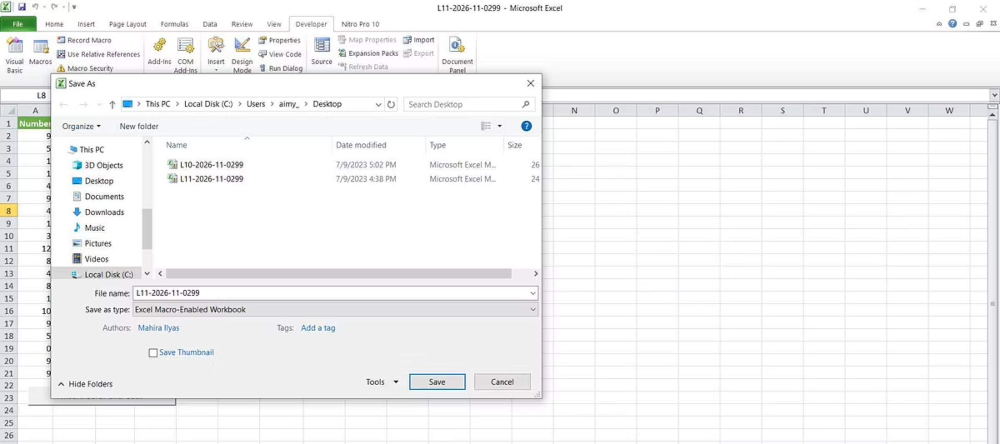 L11-2026-11-0299 - Microsoft Excel
File Home Insert Page Layout Formulas Data Review View Developer Nitro Pro 10
Visual Basic
Macros
Record Macro
Use Relative References
Macro Security
Add-Ins
COM Add-Ins
Insert
Design Mode
Properties
View Code
Run Dialog
Source
Map Properties
Expansion Packs
Refresh Data
Import
Export
Document Panel
L8
Save As
This PC > Local Disk (C:) > Users > aimy_ > Desktop
Search Desktop
Organize
New folder
Name Date modified Type Size
L10-2026-11-0299 7/9/2023 5:02 PM Microsoft Excel M... 26
L11-2026-11-0299 7/9/2023 4:38 PM Microsoft Excel M... 24
This PC
3D Objects
Desktop
Documents
Downloads
Music
Pictures
Videos
Local Disk (C:)
File name: L11-2026-11-0299
Save as type: Excel Macro-Enabled Workbook
Authors: Mahira Ilyas Tags: Add a tag
Save Thumbnail
Hide Folders
Tools
Save
Cancel
A N O P Q R S T U V W
1 Number
2 9
3 5
4 1
5 1
6 4
7 9
8 4
9 1
10 3
11 12
12 8
13 4
14 8
15 1
16 10
17 9
18 5
19 0
20 9
21 9
22
23
24
25
26